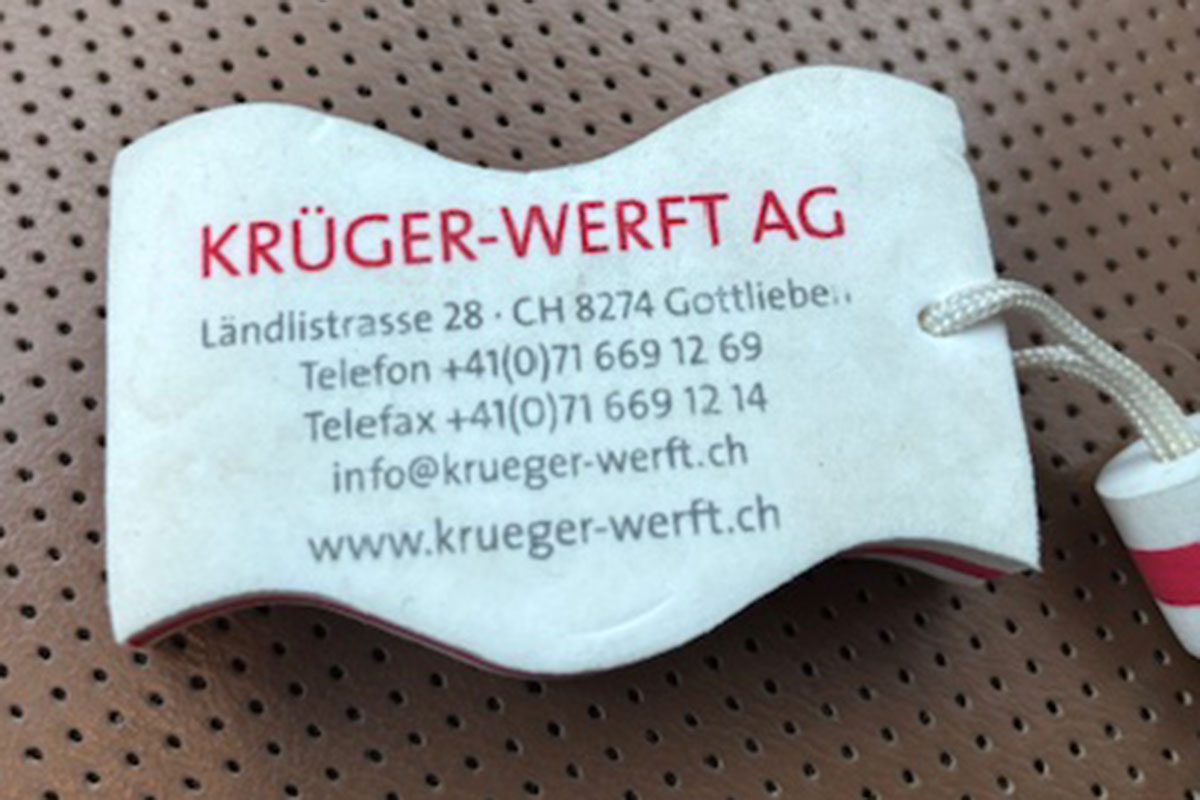 KRÜGER-WERFT AG
Ländlistrasse 28 · CH 8274 Gottlieben
Telefon +41(0)71 669 12 69
Telefax +41(0)71 669 12 14
info@krueger-werft.ch
www.krueger-werft.ch